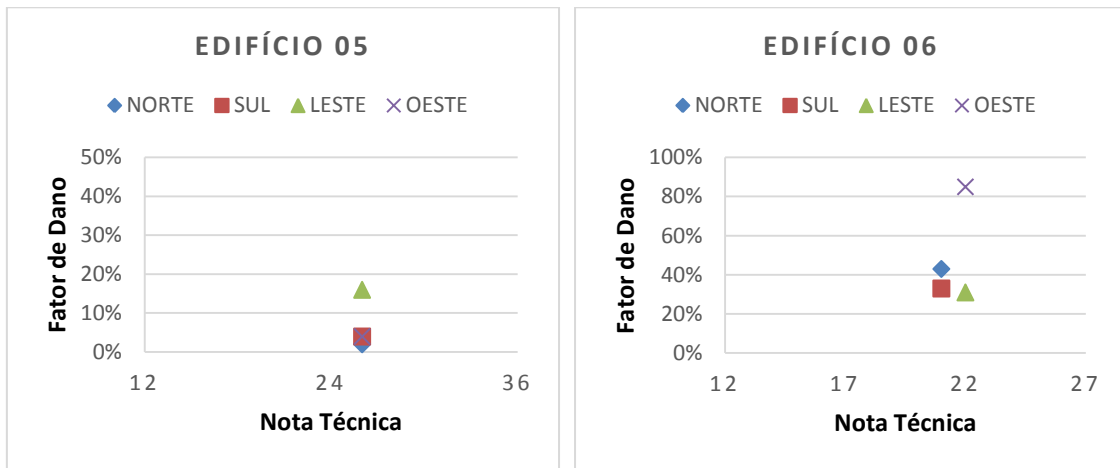 EDIFÍCIO 05
NORTE SUL LESTE OESTE
50%
40%
30%
20%
10%
0%
12 24 36
Fator de Dano
Nota Técnica
EDIFÍCIO 06
NORTE SUL LESTE OESTE
100%
80%
60%
40%
20%
0%
12 17 22 27
Fator de Dano
Nota Técnica